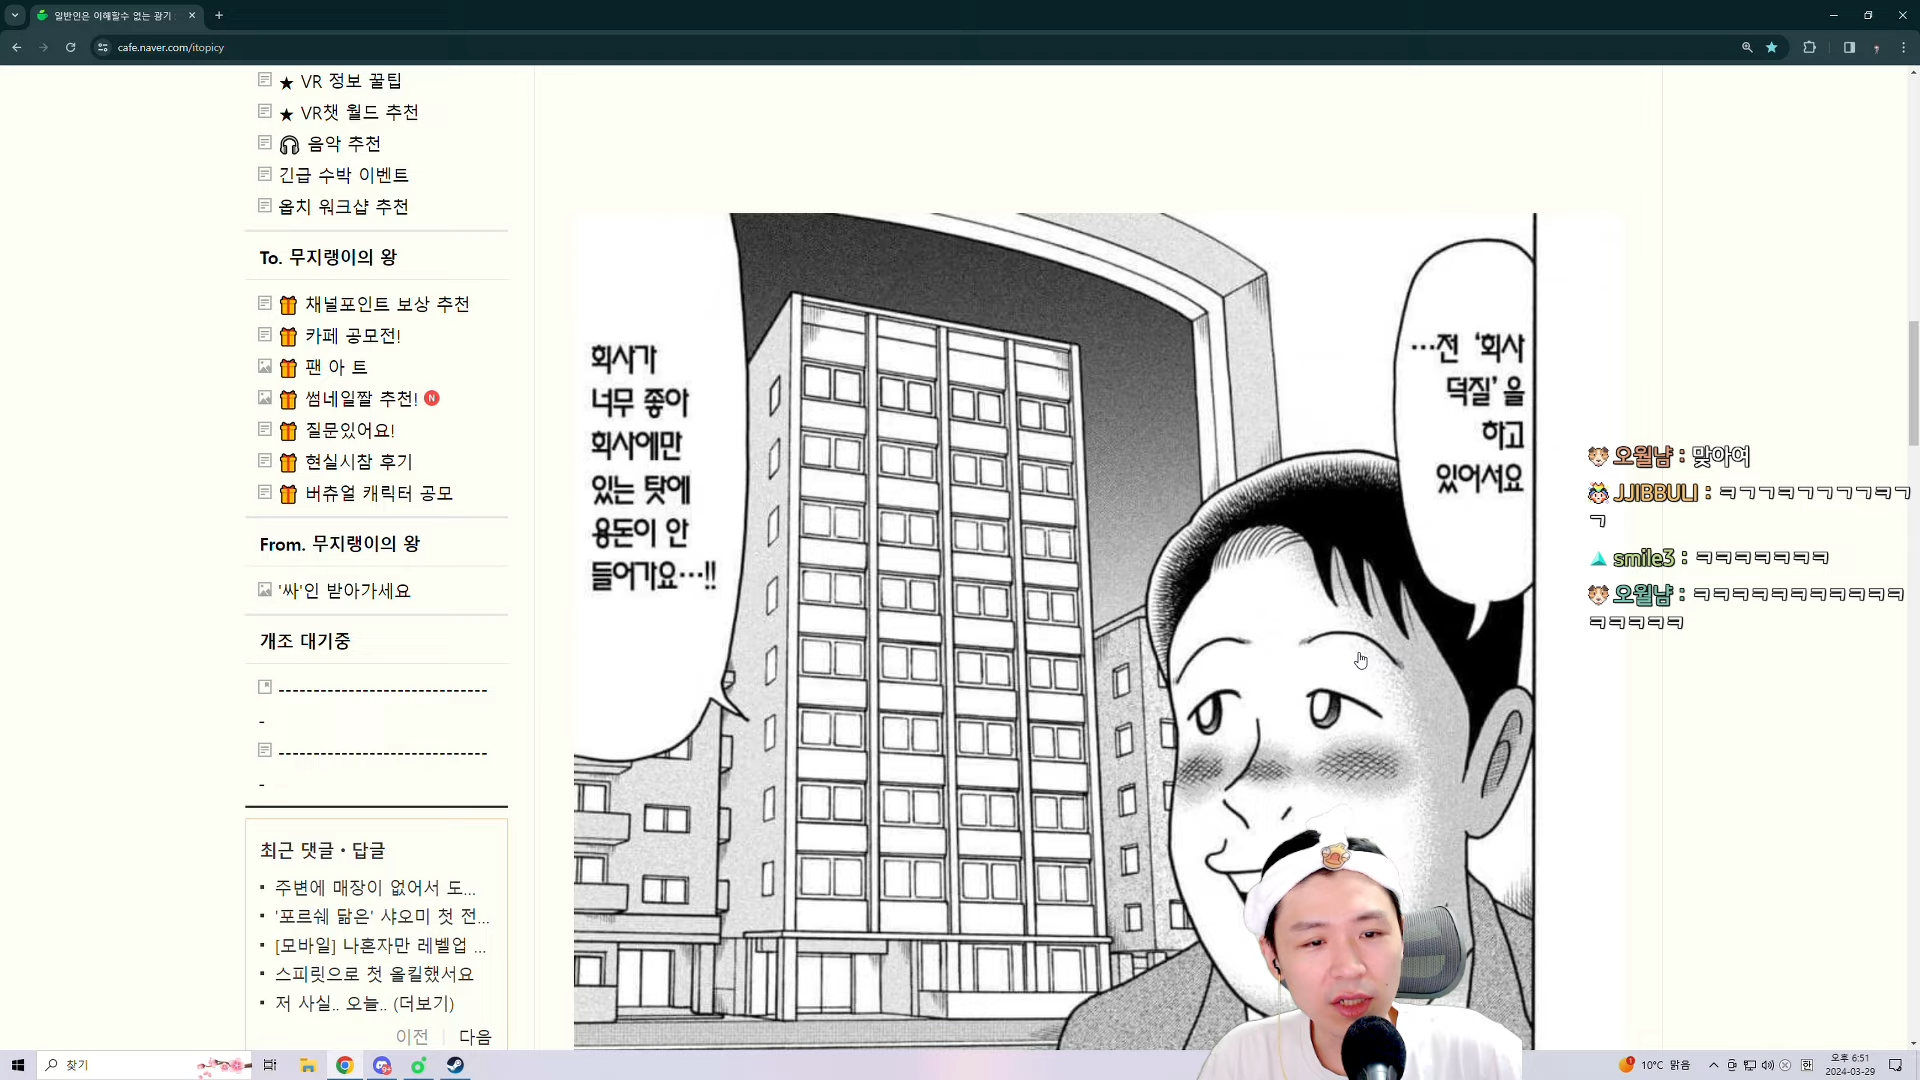 일반인은 이해할수 없는 광기
cafe.naver.com/itopicy
★ VR 정보 꿀팁
★ VR챗 월드 추천
음악 추천
긴급 수박 이벤트
옵치 워크샵 추천
To. 무지랭이의 왕
채널포인트 보상 추천
카페 공모전!
팬 아 트
썸네일짤 추천! N
질문있어요!
현실시참 후기
버츄얼 캐릭터 공모
From. 무지랭이의 왕
'싸'인 받아가세요
개조 대기중
------------------------------
-
------------------------------
-
최근 댓글・답글
주변에 매장이 없어서 도...
'포르쉐 닮은' 샤오미 첫 전...
[모바일] 나혼자만 레벨업 ...
스피릿으로 첫 올킬했서요
저 사실.. 오늘.. (더보기)
이전
다음
…전 ‘회사
덕질’을
하고
있어서요
회사가
너무 좋아
회사에만
있는 탓에
용돈이 안
들어가요…!!
오월냠 : 맞아여
JJIBBULI : ㅋㄱㄱㅋㄱㄱㄱㄱㅋㄱ
ㄱ
smile3 : ㅋㅋㅋㅋㅋㅋㅋ
오월냠 : ㅋㅋㅋㅋㅋㅋㅋㅋㅋㅋㅋ
ㅋㅋㅋㅋㅋ
찾기
10°C 맑음
한
오후 6:51
2024-03-29